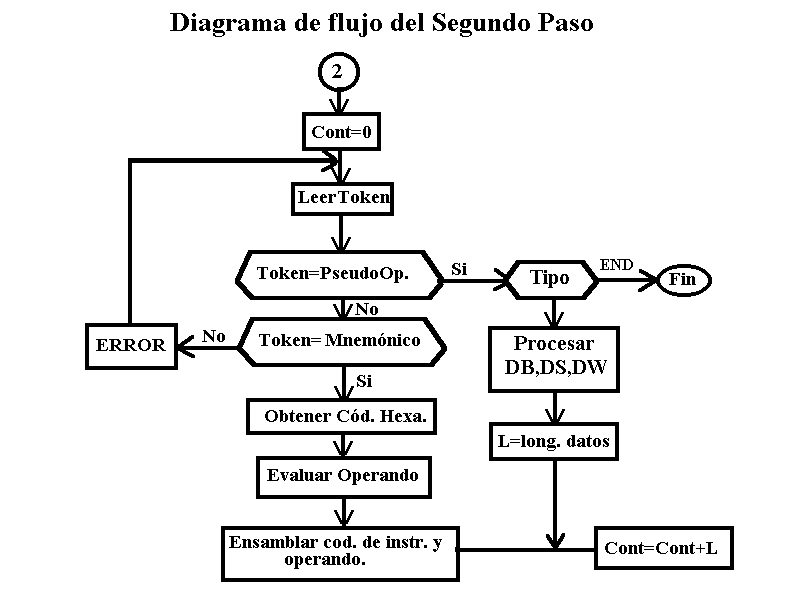 Diagrama de flujo del Segundo Paso
2
Cont=0
LeerToken
Token=PseudoOp.
Si
Tipo
END
Fin
No
Token= Mnemónico
No
ERROR
Procesar
DB,DS,DW
Si
Obtener Cód. Hexa.
L=long. datos
Evaluar Operando
Ensamblar cod. de instr. y
operando.
Cont=Cont+L